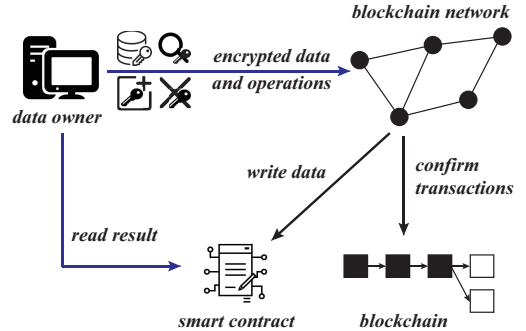 blockchain network
encrypted data
and operations
data owner
write data
confirm
transactions
read result
smart contract
blockchain